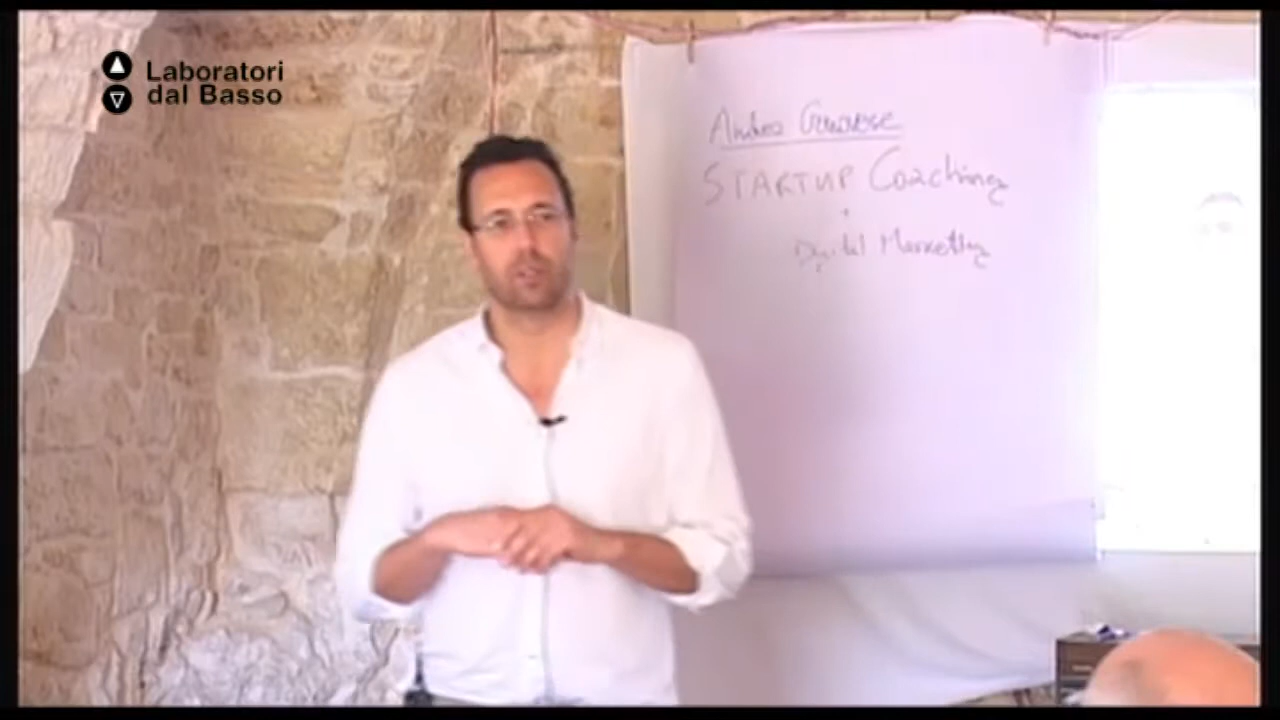 Laboratori
dal Basso
Andrea Genovese
STARTUP Coaching
Digital Marketing